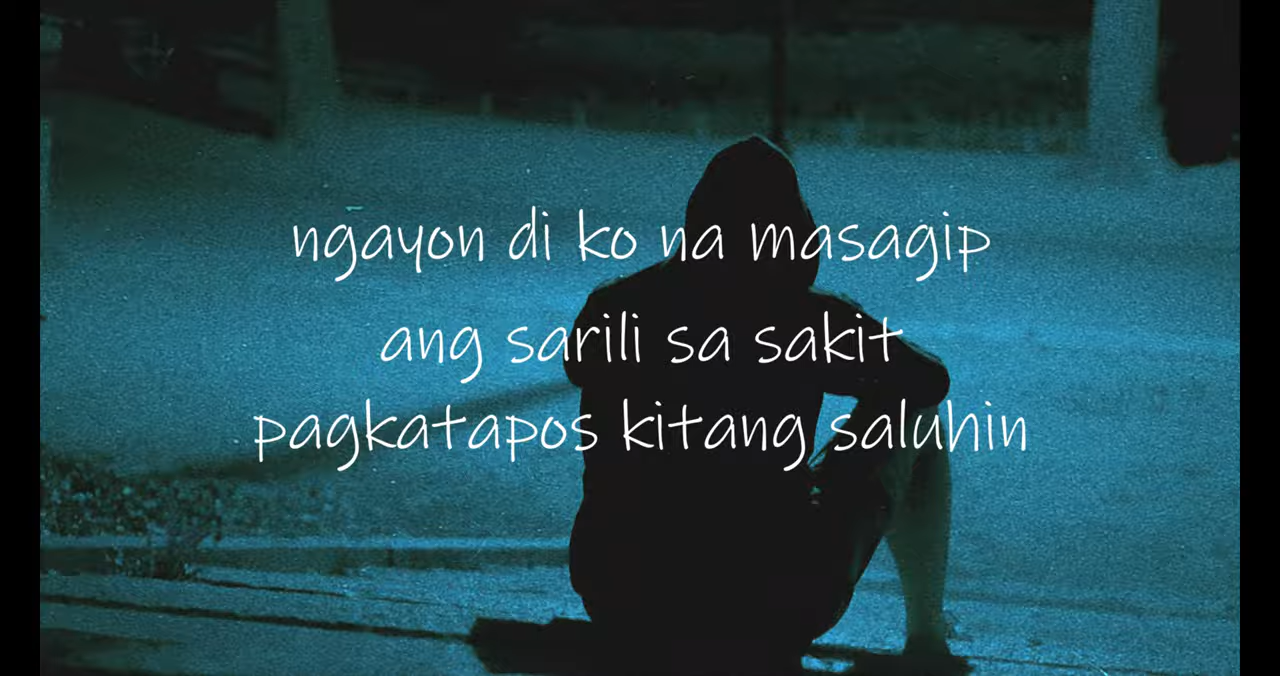 ngayon di ko na masagip
ang sarili sa sakit
pagkatapos kitang saluhin